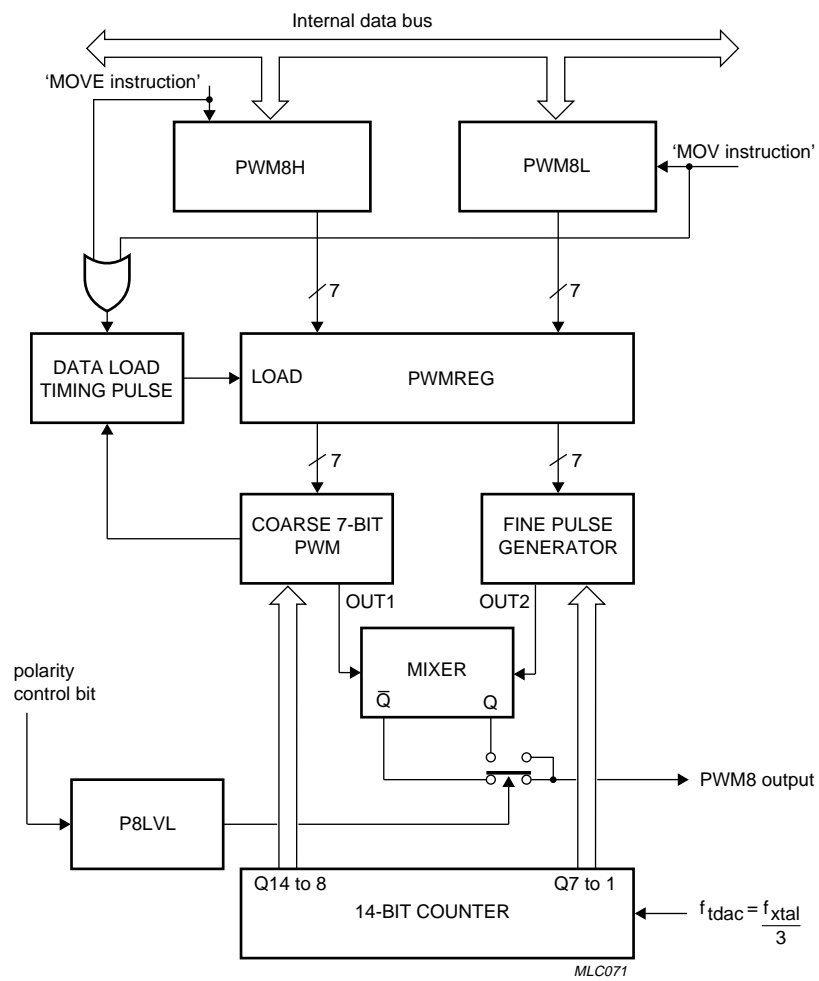 Internal data bus
‘MOVE instruction’
PWM8H
PWM8L
‘MOV instruction’
7
7
DATA LOAD
TIMING PULSE
LOAD
PWMREG
7
7
COARSE 7-BIT
PWM
FINE PULSE
GENERATOR
OUT1
OUT2
MIXER
Q̅
Q
polarity
control bit
P8LVL
PWM8 output
Q14 to 8
Q7 to 1
14-BIT COUNTER
f tdac = f xtal
3
MLC071